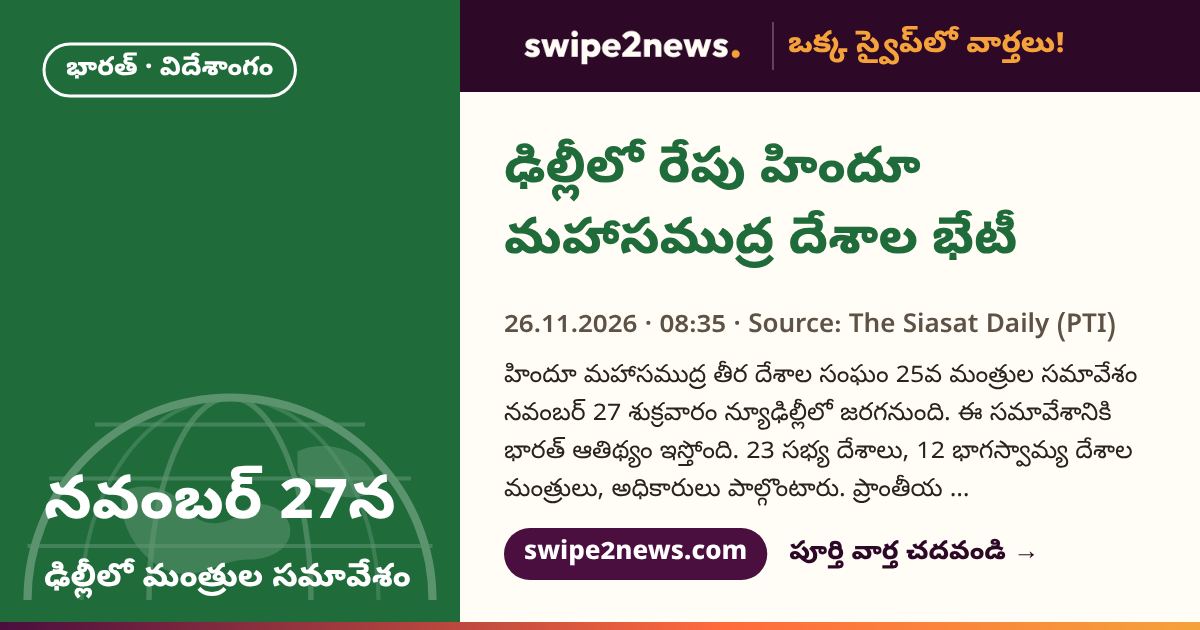 భారత్ · విదేశాంగం
నవంబర్ 27న
ఢిల్లీలో మంత్రుల సమావేశం
swipe2news. | ఒక్క స్వైప్‌లో వార్తలు!
ఢిల్లీలో రేపు హిందూ
మహాసముద్ర దేశాల భేటీ
26.11.2026 · 08:35 · Source: The Siasat Daily (PTI)
హిందూ మహాసముద్ర తీర దేశాల సంఘం 25వ మంత్రుల సమావేశం
నవంబర్ 27 శుక్రవారం న్యూఢిల్లీలో జరగనుంది. ఈ సమావేశానికి
భారత్ ఆతిథ్యం ఇస్తోంది. 23 సభ్య దేశాలు, 12 భాగస్వామ్య దేశాల
మంత్రులు, అధికారులు పాల్గొంటారు. ప్రాంతీయ ...
swipe2news.com పూర్తి వార్త చదవండి →